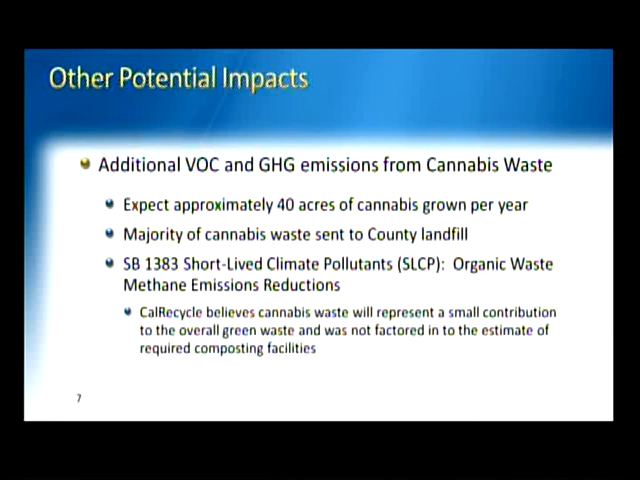 Other Potential Impacts
Additional VOC and GHG emissions from Cannabis Waste
Expect approximately 40 acres of cannabis grown per year
Majority of cannabis waste sent to County landfill
SB 1383 Short-Lived Climate Pollutants (SLCP): Organic Waste
Methane Emissions Reductions
CalRecycle believes cannabis waste will represent a small contribution
to the overall green waste and was not factored in to the estimate of
required composting facilities
7